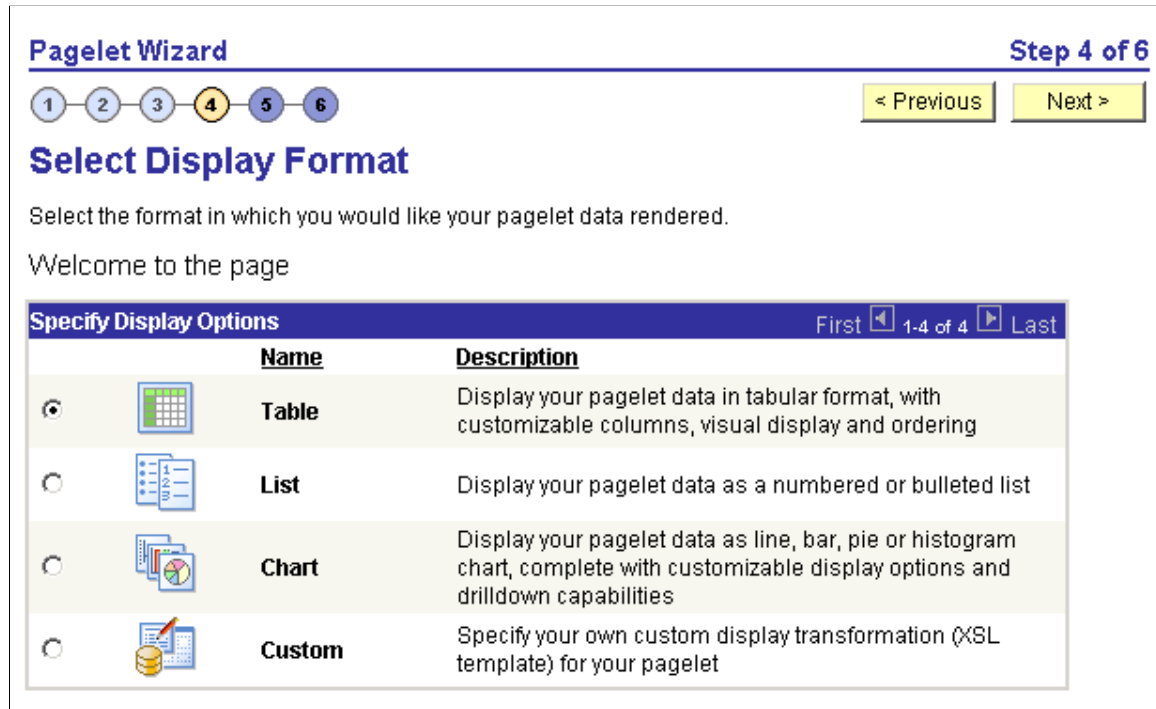 Pagelet Wizard
Step 4 of 6
1 2 3 4 5 6
< Previous
Next >
Select Display Format
Select the format in which you would like your pagelet data rendered.
Welcome to the page
Specify Display Options
First 1-4 of 4 Last
Name
Description
Table
Display your pagelet data in tabular format, with
customizable columns, visual display and ordering
1
2
3
List
Display your pagelet data as a numbered or bulleted list
Chart
Display your pagelet data as line, bar, pie or histogram
chart, complete with customizable display options and
drilldown capabilities
Custom
Specify your own custom display transformation (XSL
template) for your pagelet